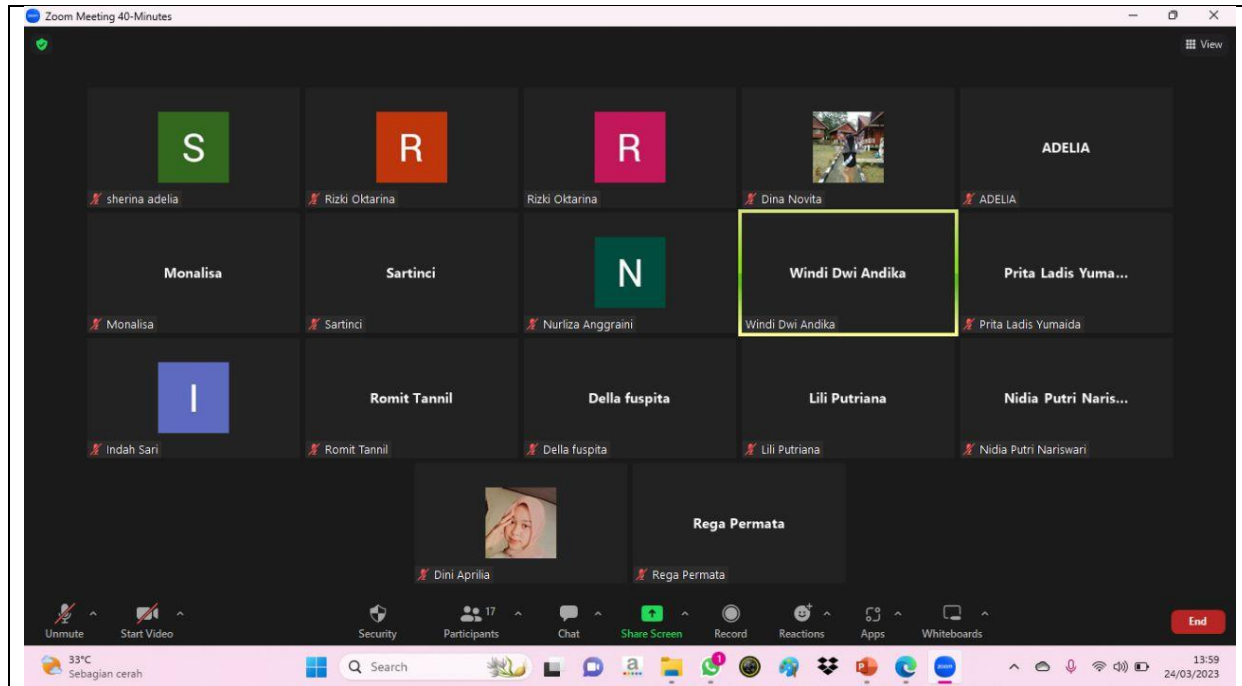 Zoom Meeting 40-Minutes
View
S
R
R
ADELIA
sherina adelia
Rizki Oktarina
Rizki Oktarina
Dina Novita
ADELIA
Monalisa
Sartinci
N
Windi Dwi Andika
Prita Ladis Yuma...
Monalisa
Sartinci
Nurliza Anggraini
Windi Dwi Andika
Prita Ladis Yumaida
I
Romit Tannil
Della fuspita
Lili Putriana
Nidia Putri Naris...
Indah Sari
Romit Tannil
Della fuspita
Lili Putriana
Nidia Putri Nariswari
Rega Permata
Dini Aprilia
Rega Permata
17
Unmute
Start Video
Security
Participants
Chat
Share Screen
Record
Reactions
Apps
Whiteboards
End
33°C
Sebagian cerah
Search
a
1
P
zoom
13:59
24/03/2023